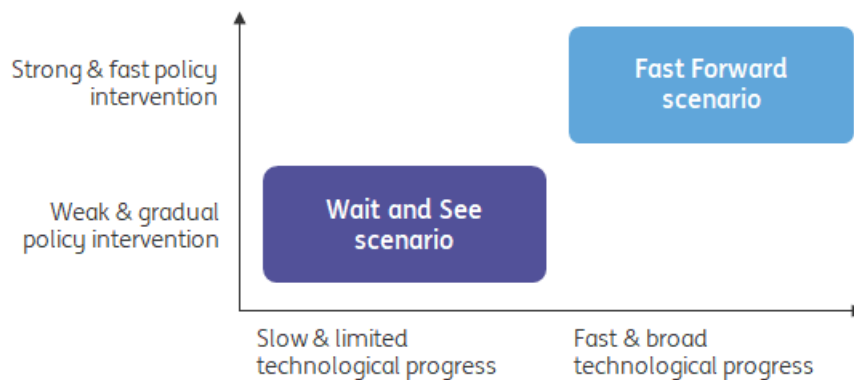 Strong & fast policy
intervention
Fast Forward
scenario
Weak & gradual
policy intervention
Wait and See
scenario
Slow & limited
technological progress
Fast & broad
technological progress